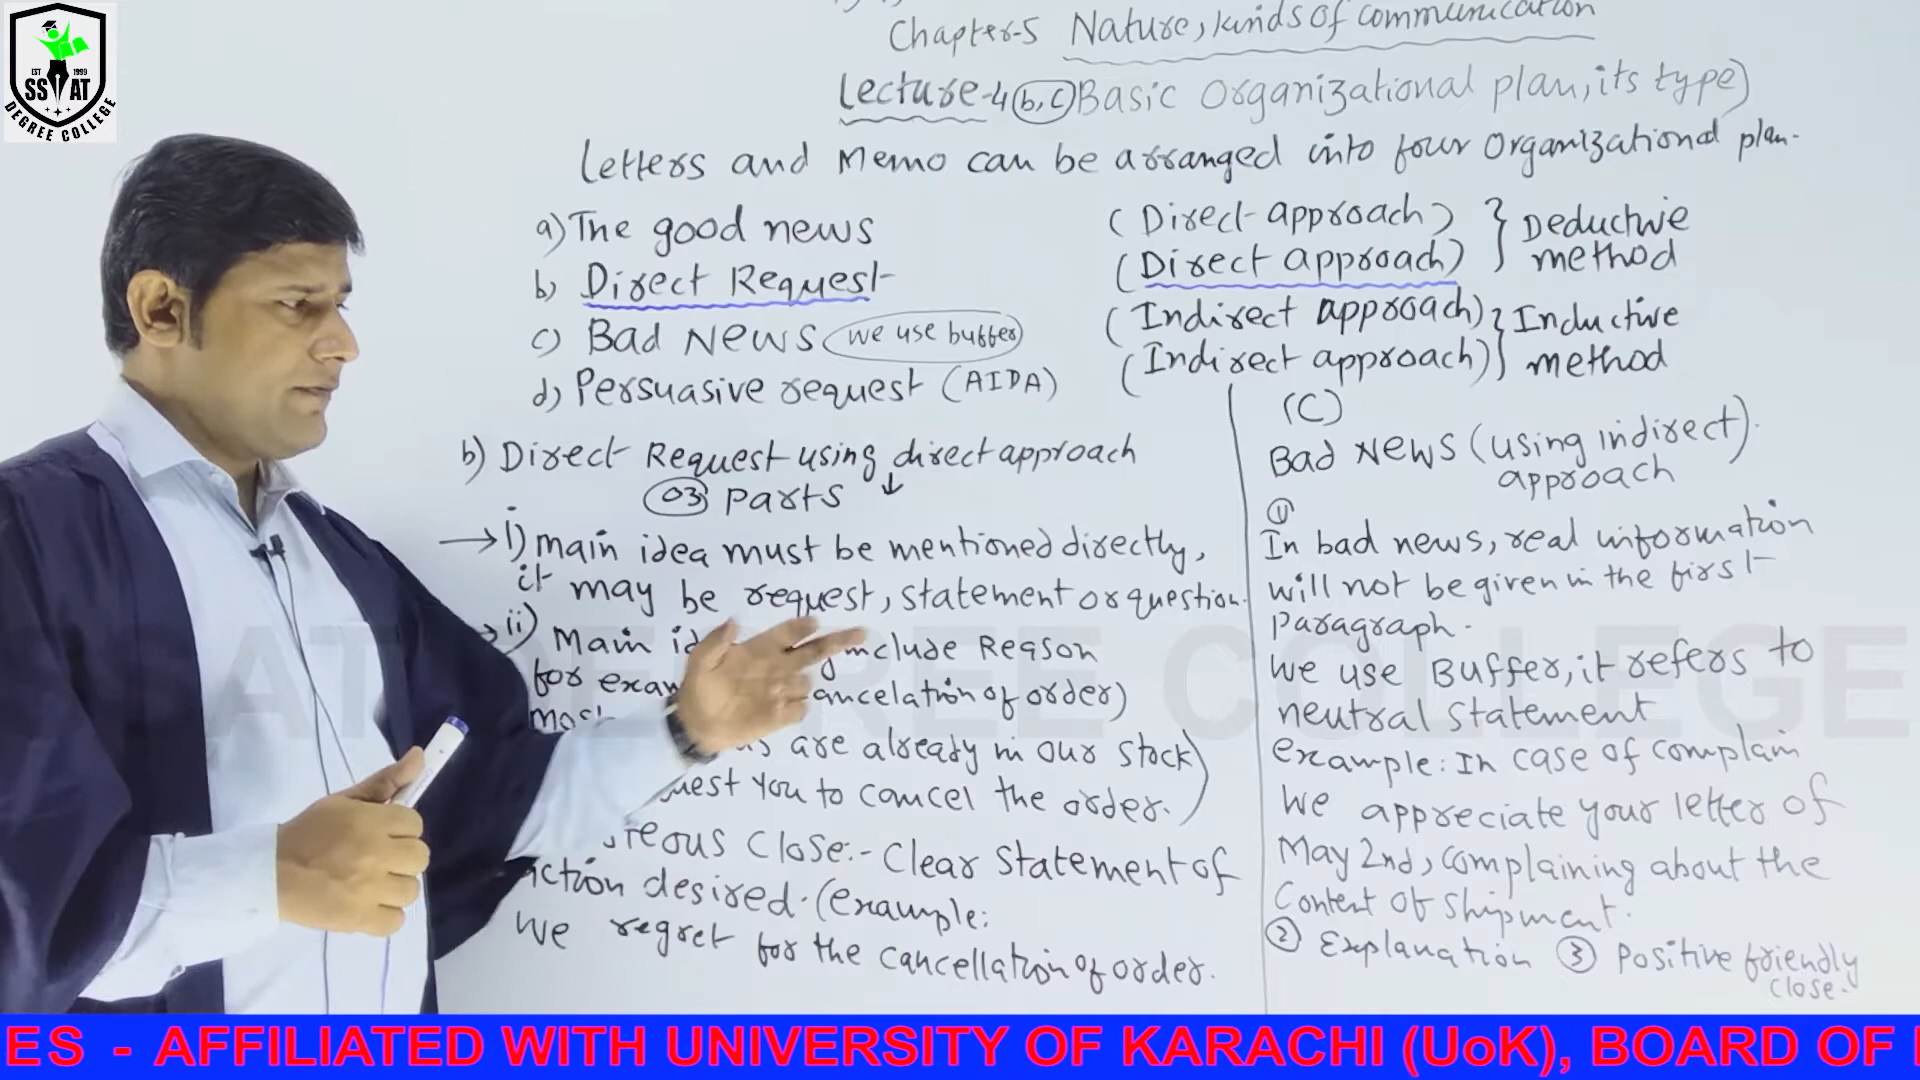 EST 1999
SSAT
DEGREE COLLEGE
Chapter-5 Nature, kinds of communication
Lecture-4 (b,c) Basic Organizational plan, its type)
Letters and Memo can be arranged into four Organizational plan.
a) The good news (Direct approach) } Deductive
b) Direct Request (Direct approach) method
c) Bad News (we use buffer) (Indirect approach) } Inductive
d) Persuasive request (AIDA) (Indirect approach) method
b) Direct Request using direct approach
03 parts ↓
→ i) Main idea must be mentioned directly,
it may be request, statement or question.
ii) Main include Reason
for cancelation of order)
are already in our stock
you to cancel the order.)
Close:- Clear statement of
desired. (example:
We regret for the cancellation of order.
(C)
Bad News (using indirect)
approach
①
In bad news, real information
will not be given in the first
paragraph.
We use Buffer, it refers to
neutral statement
example: In case of complain
We appreciate your letter of
May 2nd, complaining about the
Content of shipment.
② Explanation ③ Positive friendly
close.
DEGREE COLLEGE
ES - AFFILIATED WITH UNIVERSITY OF KARACHI (UoK), BOARD OF